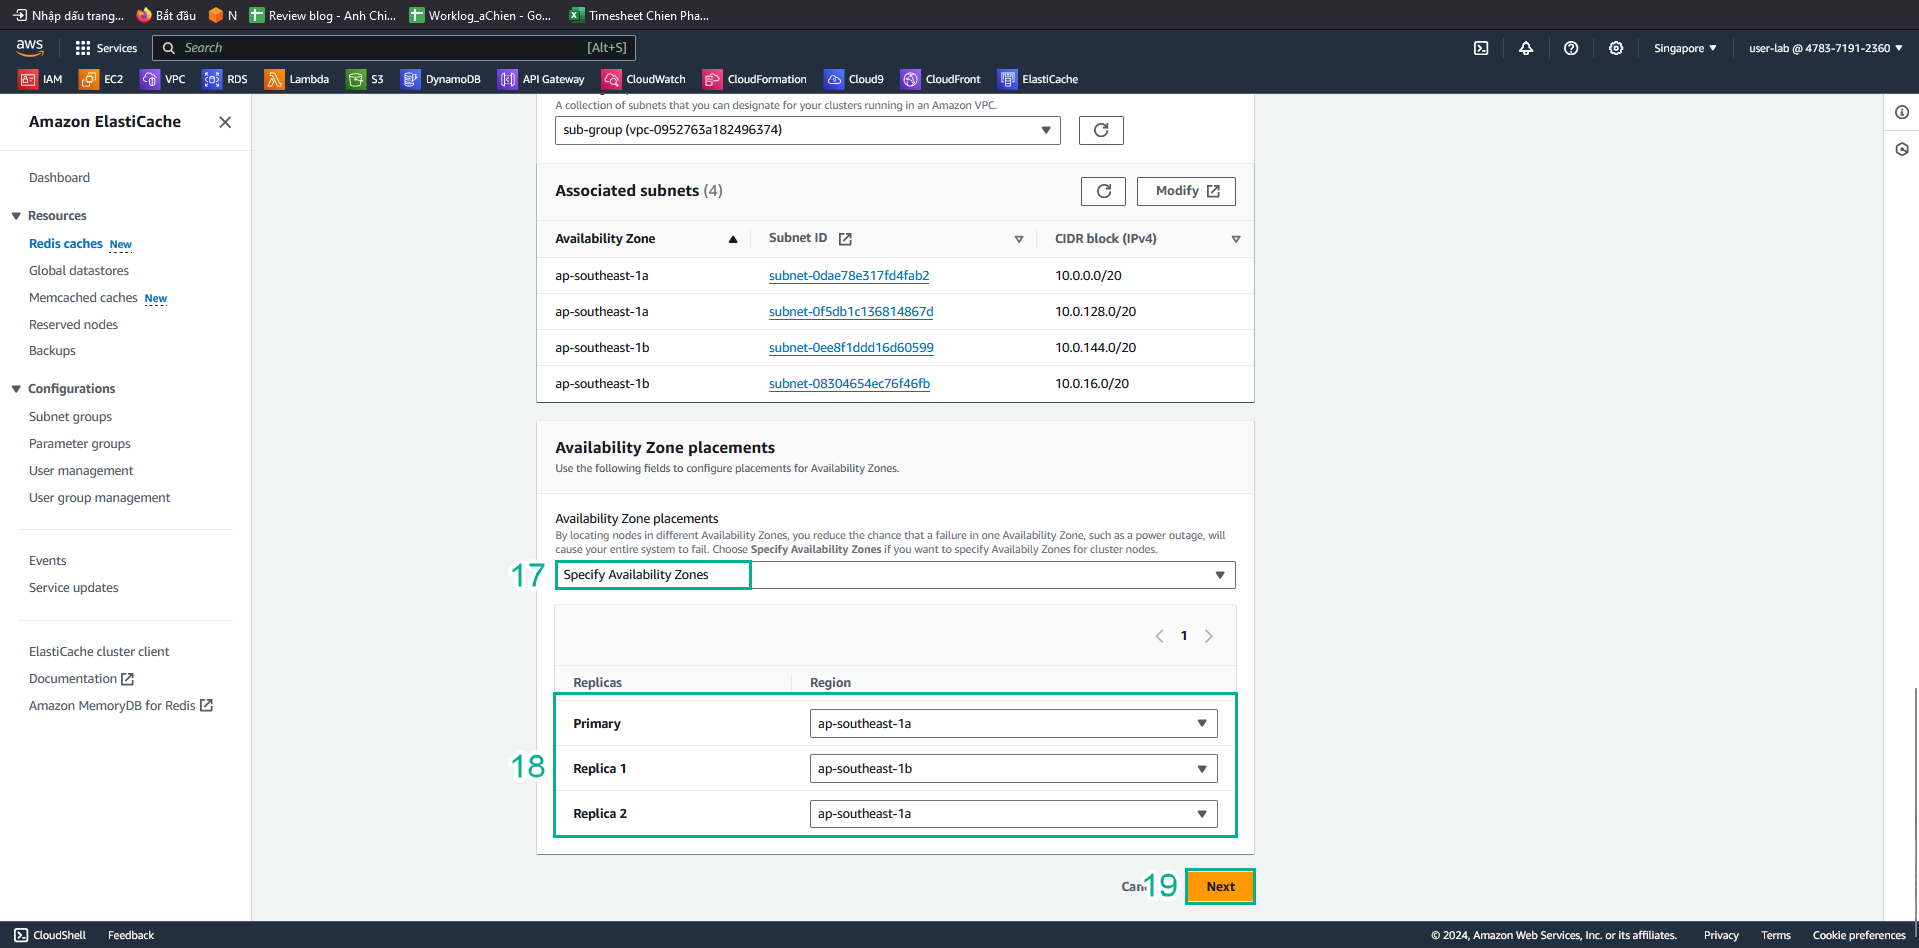 Nhập dấu trang...
Bắt đầu
N
Review blog - Anh Chi...
Worklog_aChien - Go...
Timesheet Chien Pha...
aws
Services
Search
[Alt+S]
Singapore
user-lab @ 4783-7191-2360
IAM
EC2
VPC
RDS
Lambda
S3
DynamoDB
API Gateway
CloudWatch
CloudFormation
Cloud9
CloudFront
ElastiCache
Amazon ElastiCache
Dashboard
Resources
Redis caches New
Global datastores
Memcached caches New
Reserved nodes
Backups
Configurations
Subnet groups
Parameter groups
User management
User group management
Events
Service updates
ElastiCache cluster client
Documentation
Amazon MemoryDB for Redis
A collection of subnets that you can designate for your clusters running in an Amazon VPC.
sub-group (vpc-0952763a182496374)
Associated subnets (4)
Modify
Availability Zone Subnet ID CIDR block (IPv4)
ap-southeast-1a subnet-0dae78e317fd4fab2 10.0.0.0/20
ap-southeast-1a subnet-0f5db1c136814867d 10.0.128.0/20
ap-southeast-1b subnet-0ee8f1ddd16d60599 10.0.144.0/20
ap-southeast-1b subnet-08304654ec76f46fb 10.0.16.0/20
Availability Zone placements
Use the following fields to configure placements for Availability Zones.
Availability Zone placements
By locating nodes in different Availability Zones, you reduce the chance that a failure in one Availability Zone, such as a power outage, will
cause your entire system to fail. Choose Specify Availability Zones if you want to specify Availabily Zones for cluster nodes.
17 Specify Availability Zones
1
Replicas Region
Primary ap-southeast-1a
18 Replica 1 ap-southeast-1b
Replica 2 ap-southeast-1a
19 Next
CloudShell
Feedback
© 2024, Amazon Web Services, Inc. or its affiliates.
Privacy
Terms
Cookie preferences